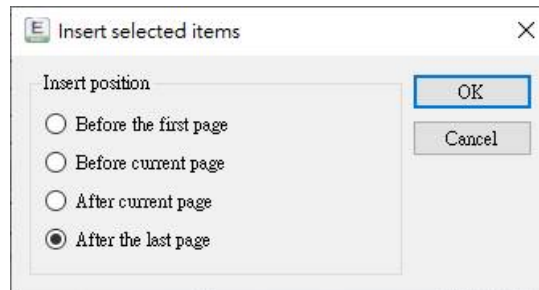 E
Insert selected items
Insert position
OK
Before the first page
Cancel
Before current page
After current page
After the last page